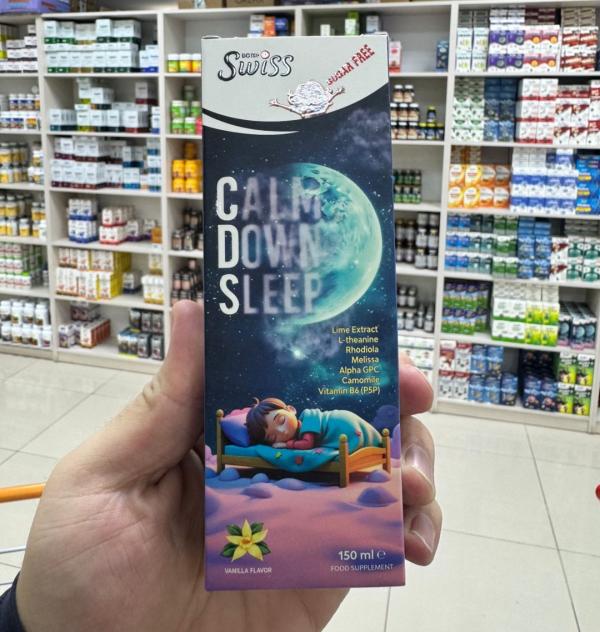 BIOTECH
Swiss
SUGAR FREE
CALM
DOWN
SLEEP
Lime Extract
L-theanine
Rhodiola
Melissa
Alpha GPC
Camomile
Vitamin B6 (P5P)
VANILLA FLAVOR
150 ml ℮
FOOD SUPPLEMENT